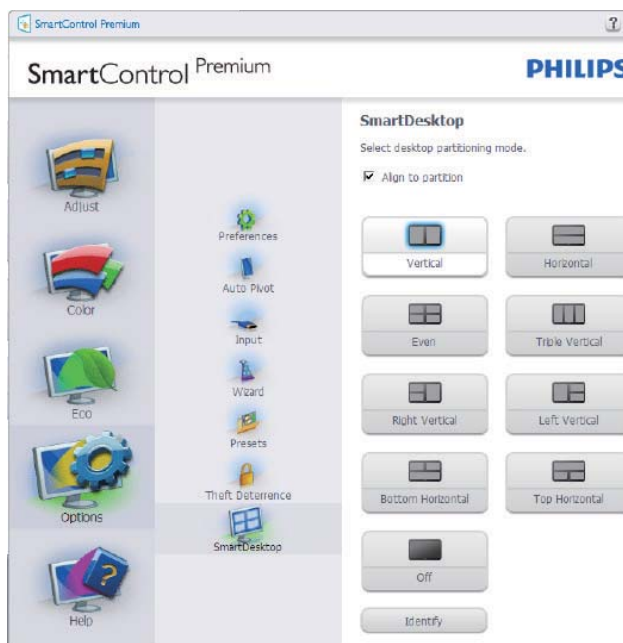 SmartControl Premium
?
SmartControl Premium
PHILIPS
Adjust
Color
Eco
Options
Help
Preferences
Auto Pivot
Input
Wizard
Presets
Theft Deterrence
SmartDesktop
SmartDesktop
Select desktop partitioning mode.
Align to partition
Vertical
Horizontal
Even
Triple Vertical
Right Vertical
Left Vertical
Bottom Horizontal
Top Horizontal
Off
Identify